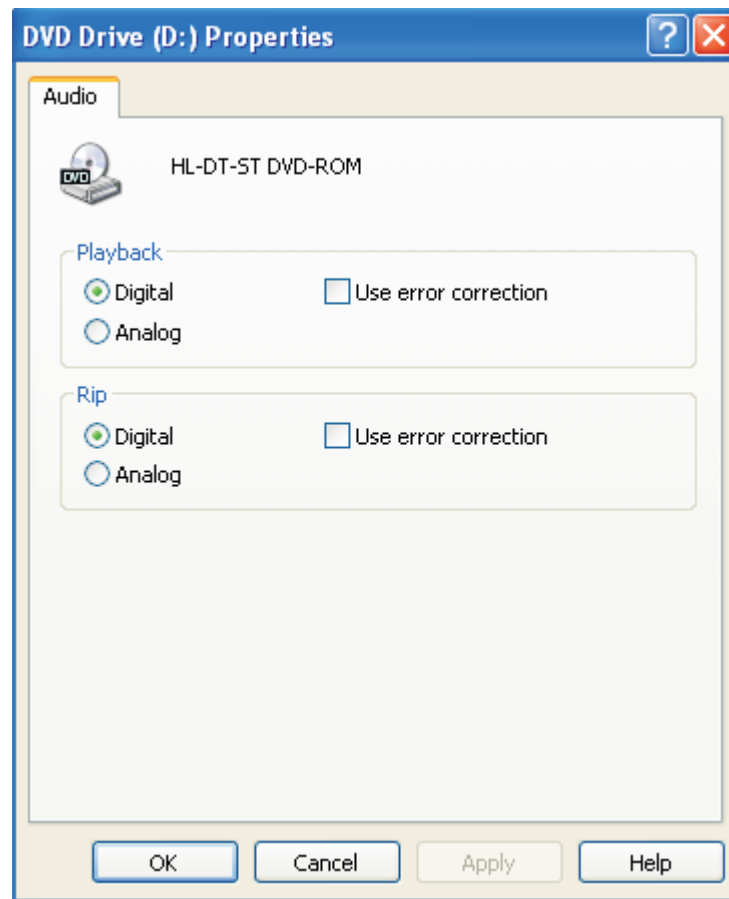 DVD Drive (D:) Properties
Audio
DVD
HL-DT-ST DVD-ROM
Playback
Digital
Use error correction
Analog
Rip
Digital
Use error correction
Analog
OK
Cancel
Apply
Help